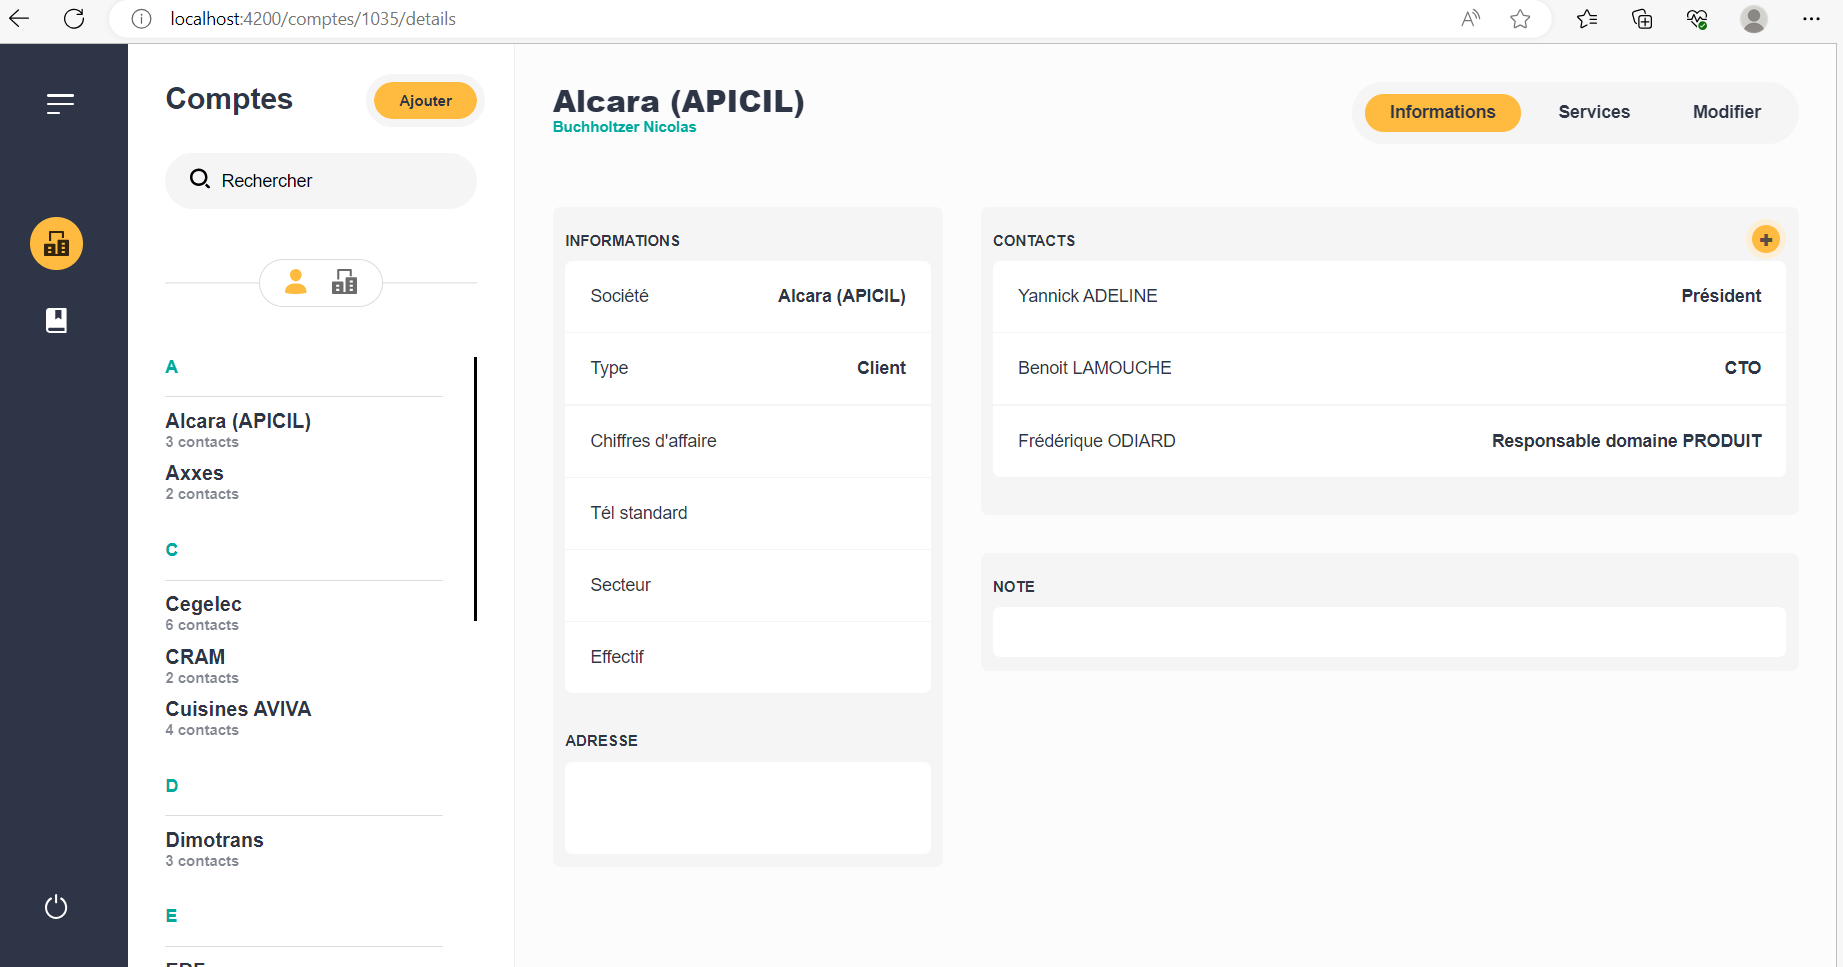 localhost:4200/comptes/1035/details
Comptes
Ajouter
Rechercher
A
Alcara (APICIL)
3 contacts
Axxes
2 contacts
C
Cegelec
6 contacts
CRAM
2 contacts
Cuisines AVIVA
4 contacts
D
Dimotrans
3 contacts
E
Alcara (APICIL)
Buchholtzer Nicolas
Informations
Services
Modifier
INFORMATIONS
Société Alcara (APICIL)
Type Client
Chiffres d'affaire
Tél standard
Secteur
Effectif
ADRESSE
CONTACTS
Yannick ADELINE Président
Benoit LAMOUCHE CTO
Frédérique ODIARD Responsable domaine PRODUIT
NOTE